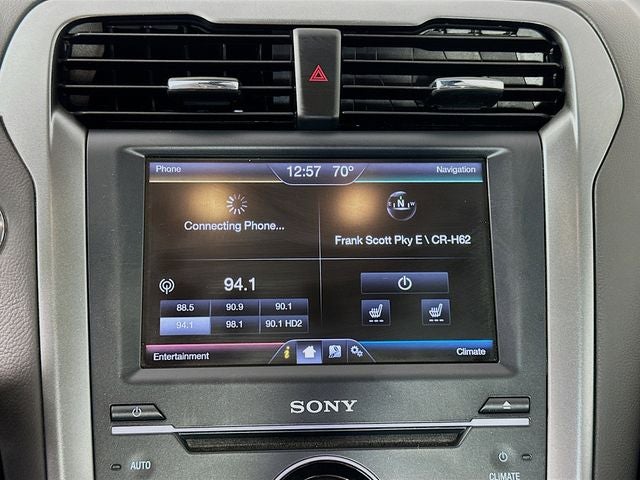 Phone
12:57 70°
Navigation
Connecting Phone...
N
Frank Scott Pky E \ CR-H62
94.1
88.5 90.9 90.1
94.1 98.1 90.1 HD2
Entertainment
i
Climate
SONY
AUTO
CLIMATE